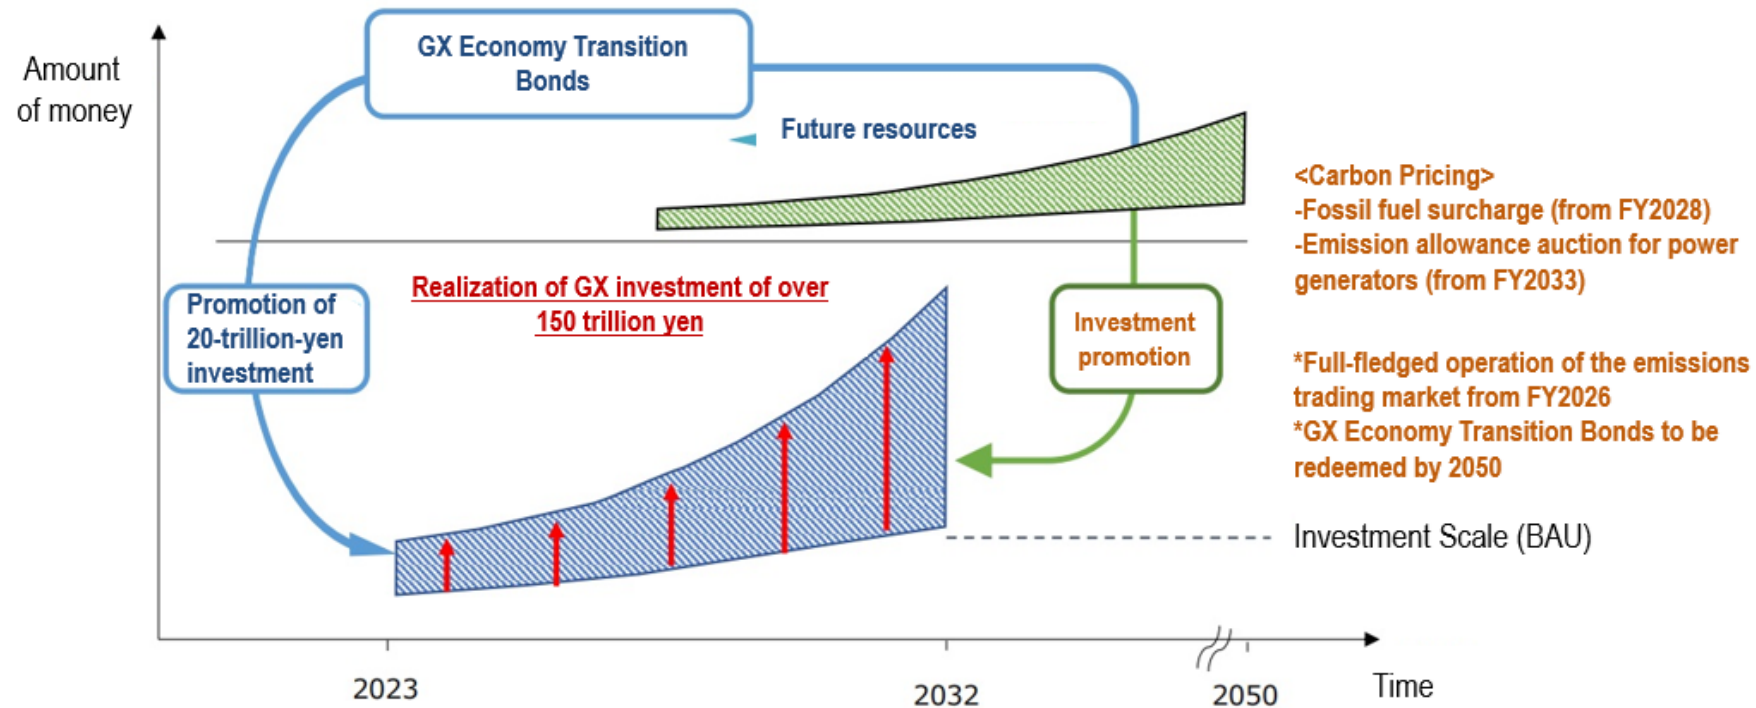 Amount
of money
GX Economy Transition
Bonds
Future resources
<Carbon Pricing>
-Fossil fuel surcharge (from FY2028)
-Emission allowance auction for power
generators (from FY2033)
Realization of GX investment of over
150 trillion yen
Promotion of
20-trillion-yen
investment
Investment
promotion
*Full-fledged operation of the emissions
trading market from FY2026
*GX Economy Transition Bonds to be
redeemed by 2050
Investment Scale (BAU)
2023
2032
2050
Time